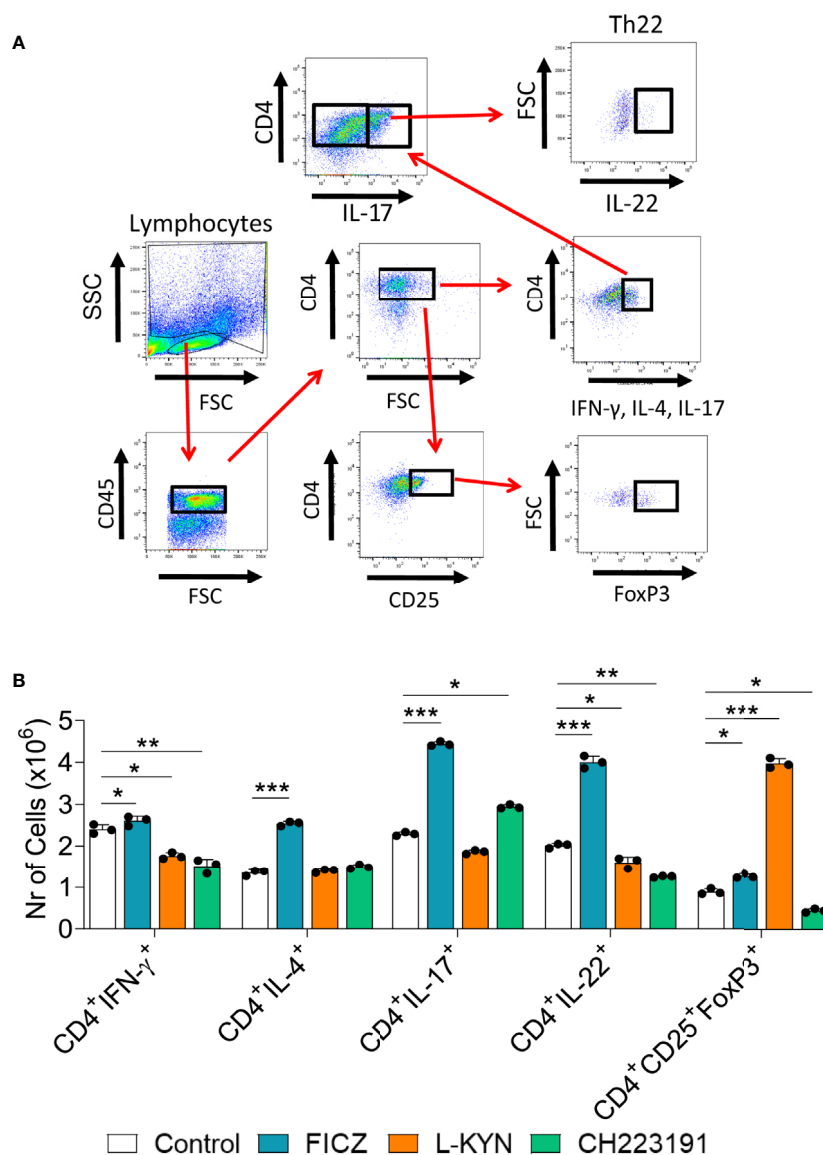 A
Th22
CD4
IL-17
FSC
IL-22
Lymphocytes
SSC
FSC
CD4
FSC
CD4
IFN-γ, IL-4, IL-17
CD45
FSC
CD4
CD25
FSC
FoxP3
B
Nr of Cells (x10⁶)
5
4
3
2
1
0
** * *
***
* ***
** * ***
* *** *
CD4⁺IFN-γ⁺
CD4⁺IL-4⁺
CD4⁺IL-17⁺
CD4⁺IL-22⁺
CD4⁺CD25⁺FoxP3⁺
Control FICZ L-KYN CH223191